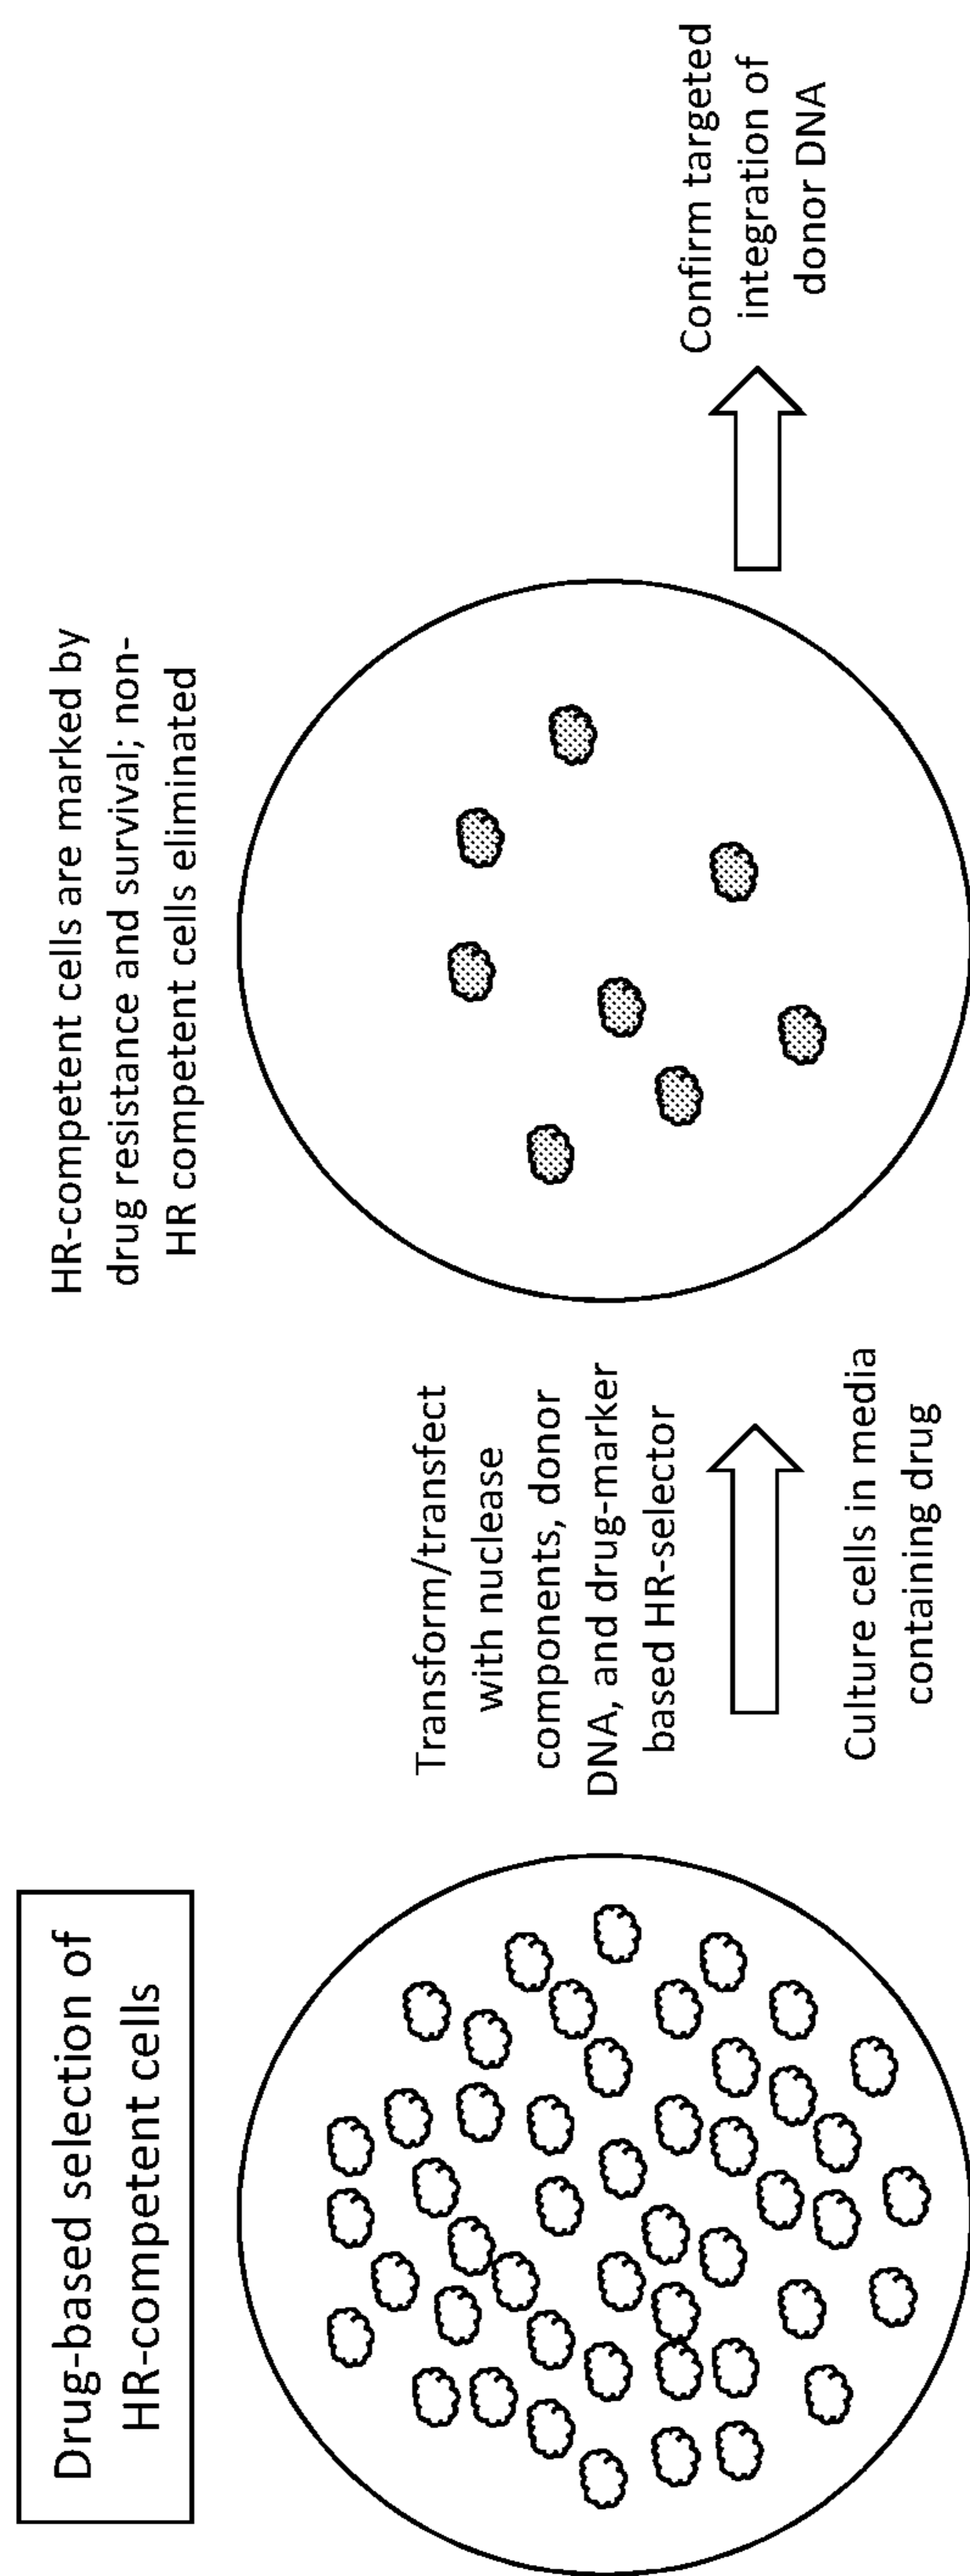 Drug-based selection of
HR-competent cells
Transform/transfect
with nuclease
components, donor
DNA, and drug-marker
based HR-selector
Culture cells in media
containing drug
HR-competent cells are marked by
drug resistance and survival; non-
HR competent cells eliminated
Confirm targeted
integration of
donor DNA